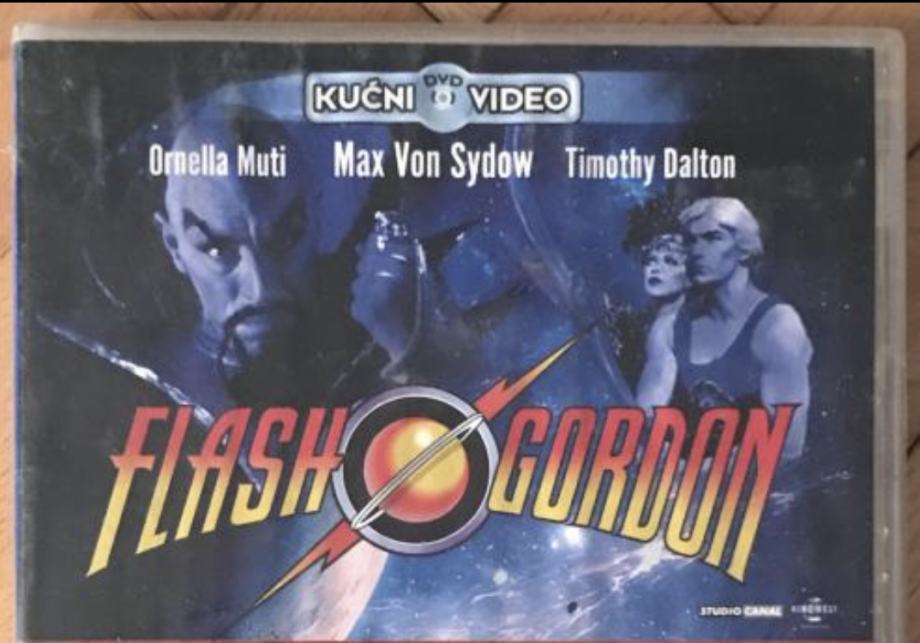 DVD
KUĆNI VIDEO
Ornella Muti Max Von Sydow Timothy Dalton
FLASH GORDON
STUDIO CANAL